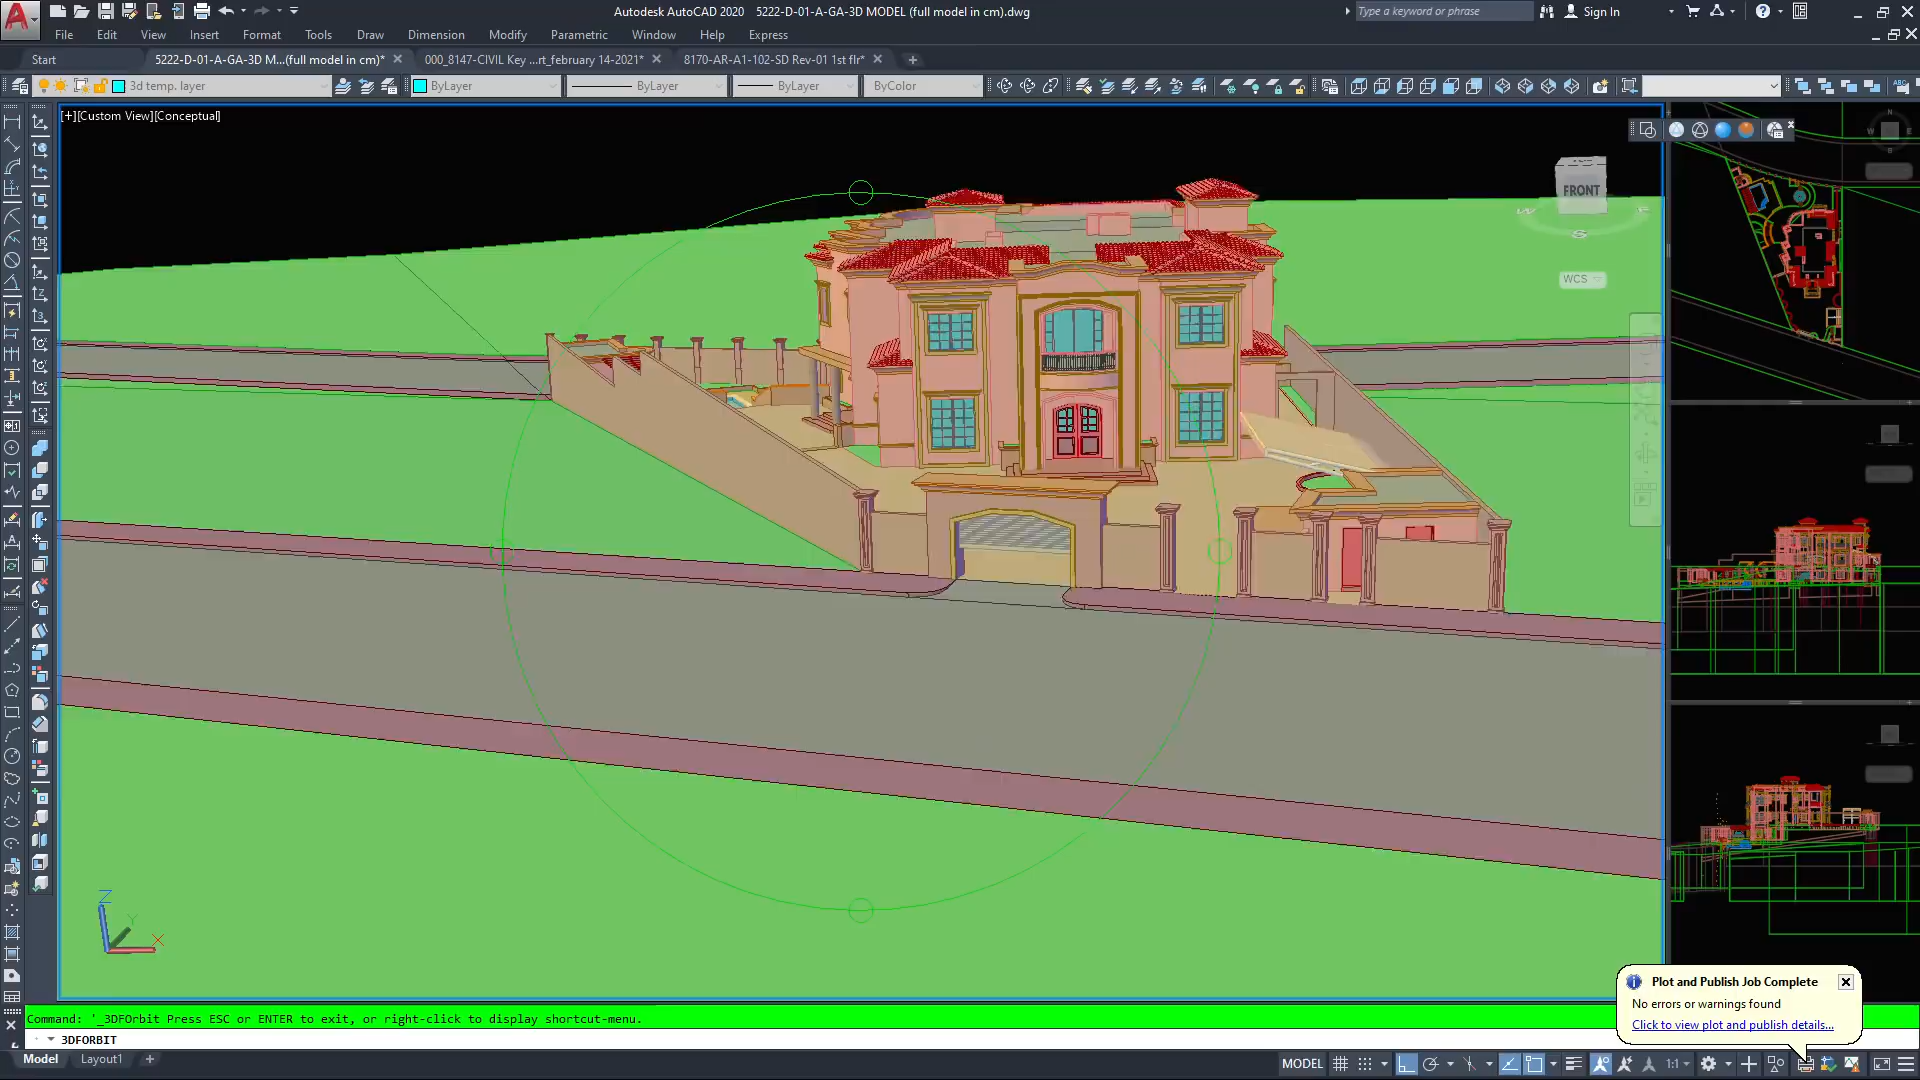 Autodesk AutoCAD 2020 5222-D-01-A-GA-3D MODEL (full model in cm).dwg
Type a keyword or phrase
Sign In
File Edit View Insert Format Tools Draw Dimension Modify Parametric Window Help Express
Start
5222-D-01-A-GA-3D M...(full model in cm)*
000_8147-CIVIL Key ...rt_february 14-2021*
8170-AR-A1-102-SD Rev-01 1st flr*
3d temp. layer
ByLayer
ByLayer
ByLayer
ByColor
[+][Custom View][Conceptual]
FRONT
W
E
S
WCS
N
W
E
S
Z
Y
X
Plot and Publish Job Complete
No errors or warnings found
Click to view plot and publish details...
Command: '_3DFOrbit Press ESC or ENTER to exit, or right-click to display shortcut-menu.
3DFORBIT
Model
Layout1
MODEL
1:1